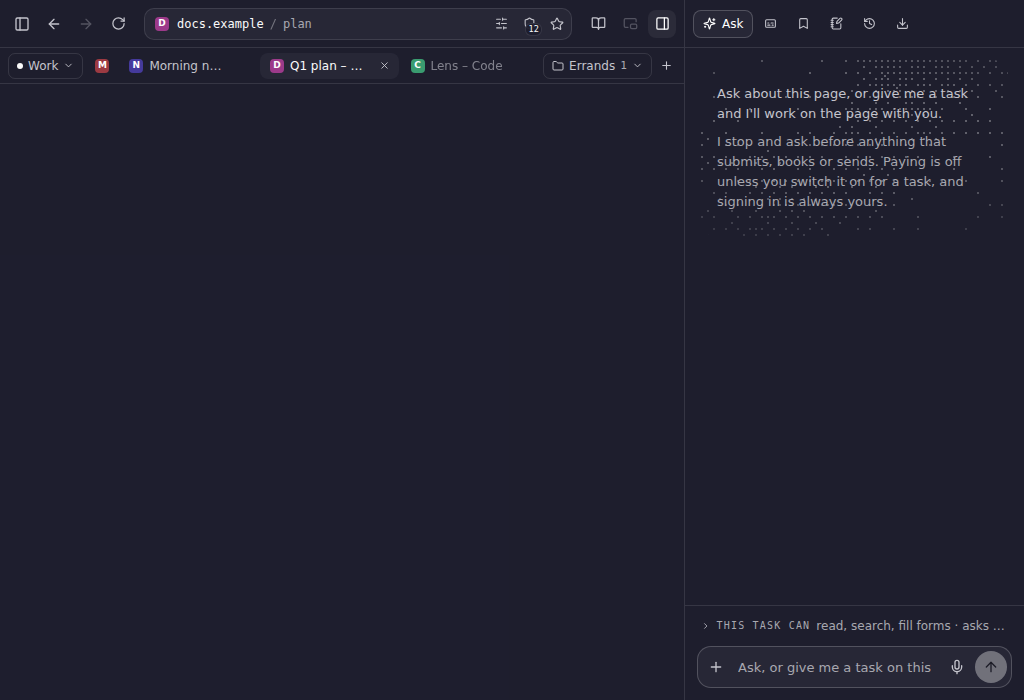 D docs.example / plan 12
Ask
Work M N Morning n... D Q1 plan – ... C Lens – Code Errands 1
Ask about this page, or give me a task
and I'll work on the page with you.
I stop and ask before anything that
submits, books or sends. Paying is off
unless you switch it on for a task, and
signing in is always yours.
THIS TASK CAN read, search, fill forms · asks ...
Ask, or give me a task on this